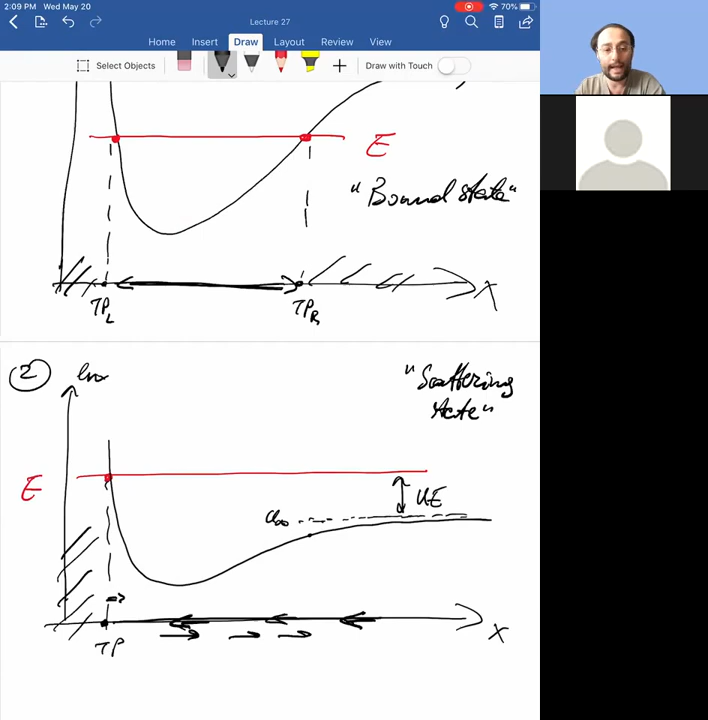 2:09 PM Wed May 20
70%
Lecture 27
Home Insert Draw Layout Review View
Select Objects
Draw with Touch
E
"Bound state"
TP_L
TP_R
X
2
"Scattering
state"
E
U∞
KE
TP
X